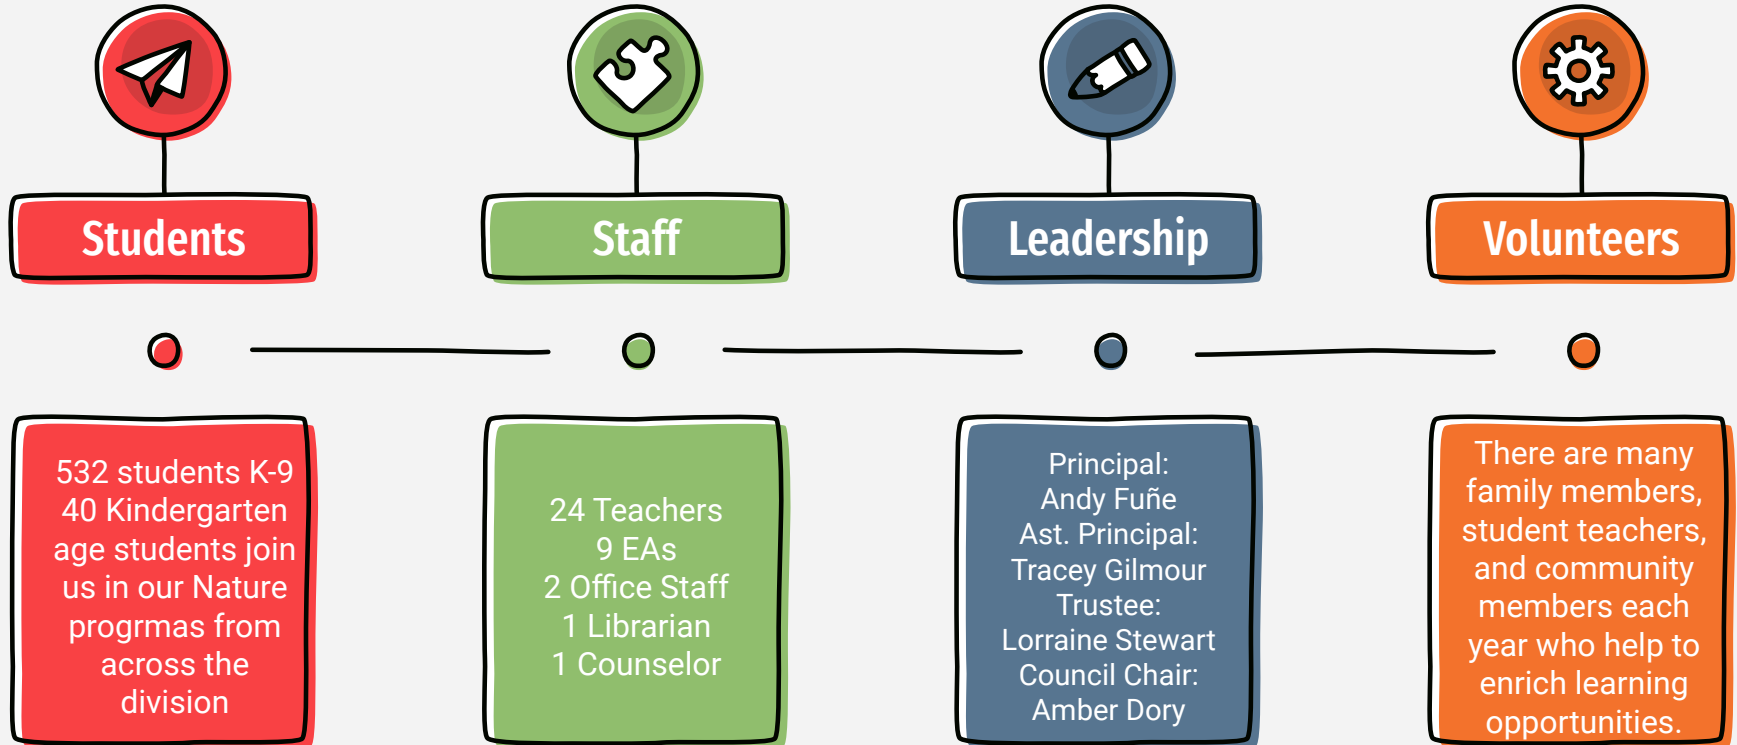 Students
Staff
Leadership
Volunteers
532 students K-9
40 Kindergarten
age students join
us in our Nature
progrmas from
across the
division
24 Teachers
9 EAs
2 Office Staff
1 Librarian
1 Counselor
Principal:
Andy Fuñe
Ast. Principal:
Tracey Gilmour
Trustee:
Lorraine Stewart
Council Chair:
Amber Dory
There are many
family members,
student teachers,
and community
members each
year who help to
enrich learning
opportunities.